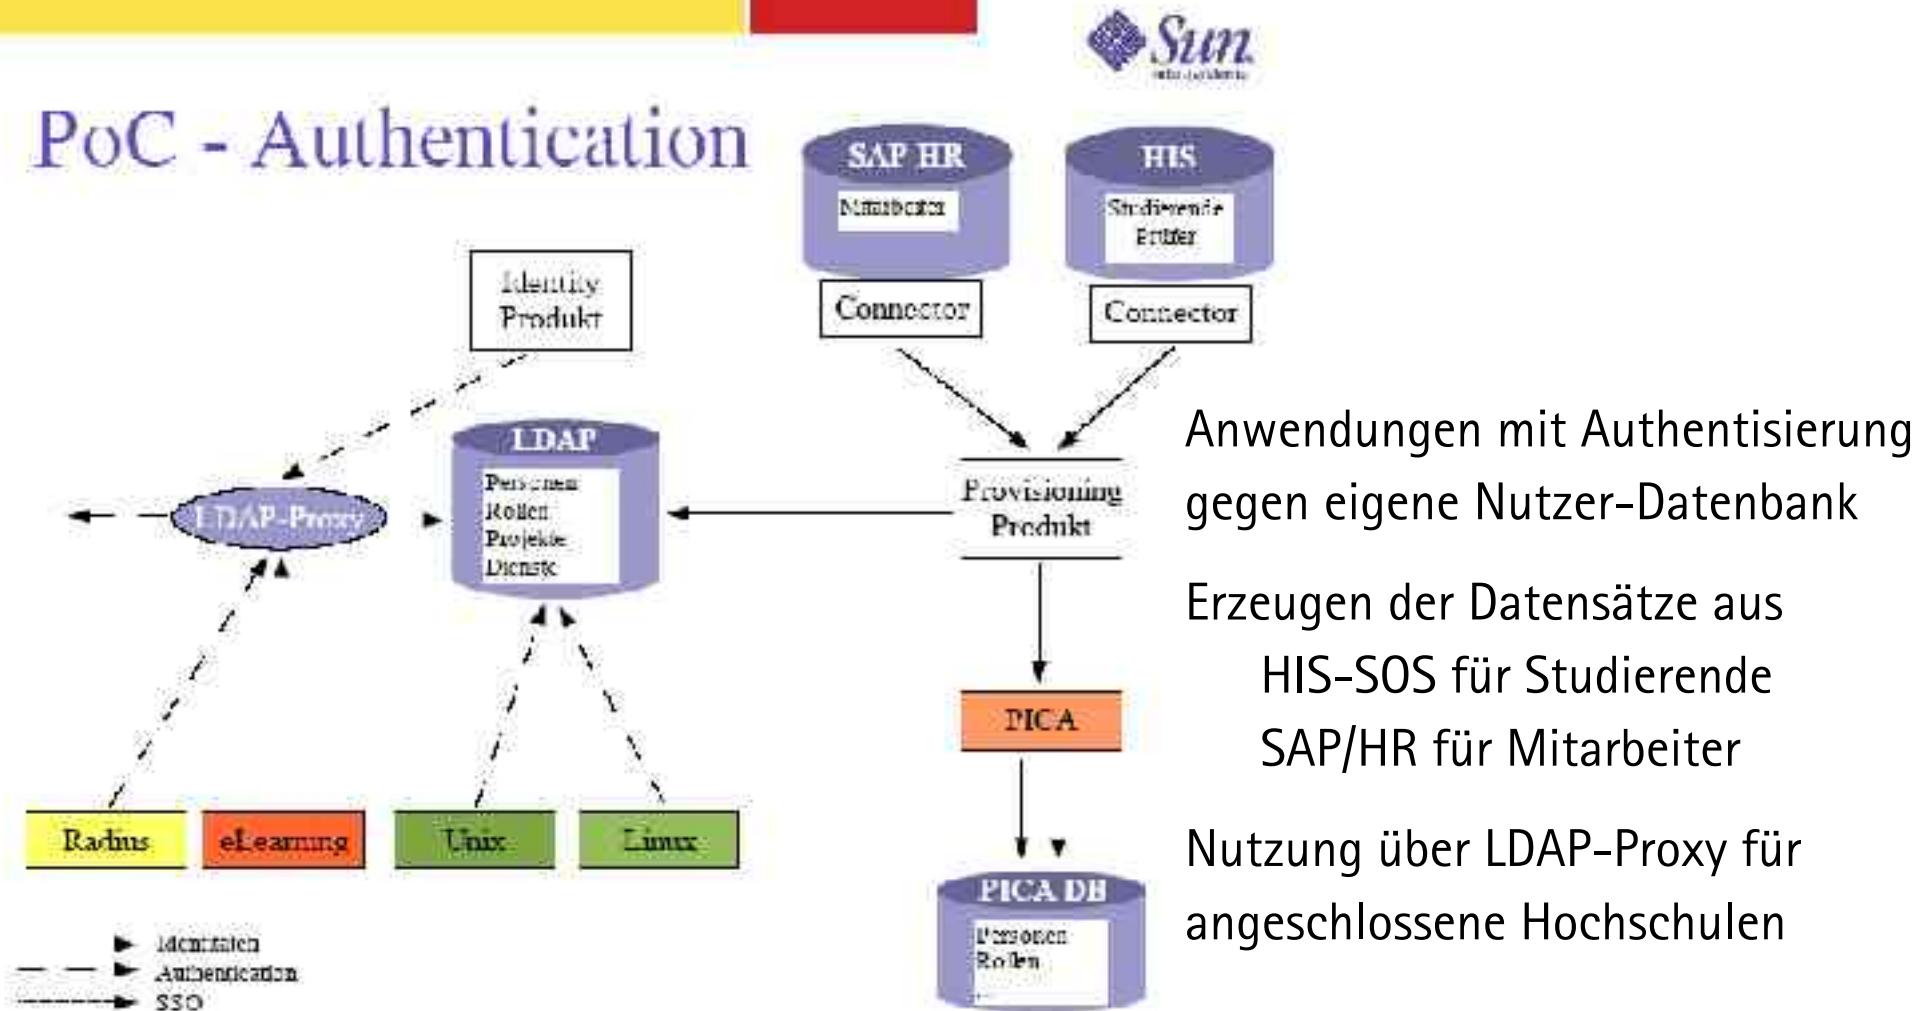 Sun
PoC - Authentication
SAP HR
Mitarbeiter
HIS
Studierende
Prüfer
Identity
Produkt
Connector
Connector
LDAP
Personen
Rollen
Projekte
Dienste
LDAP-Proxy
Provisioning
Produkt
Anwendungen mit Authentisierung
gegen eigene Nutzer-Datenbank
Erzeugen der Datensätze aus
HIS-SOS für Studierende
SAP/HR für Mitarbeiter
Nutzung über LDAP-Proxy für
angeschlossene Hochschulen
PICA
Radius
eLearning
Unix
Linux
PICA DB
Personen
Rollen
...
Identitäten
Authentication
SSO